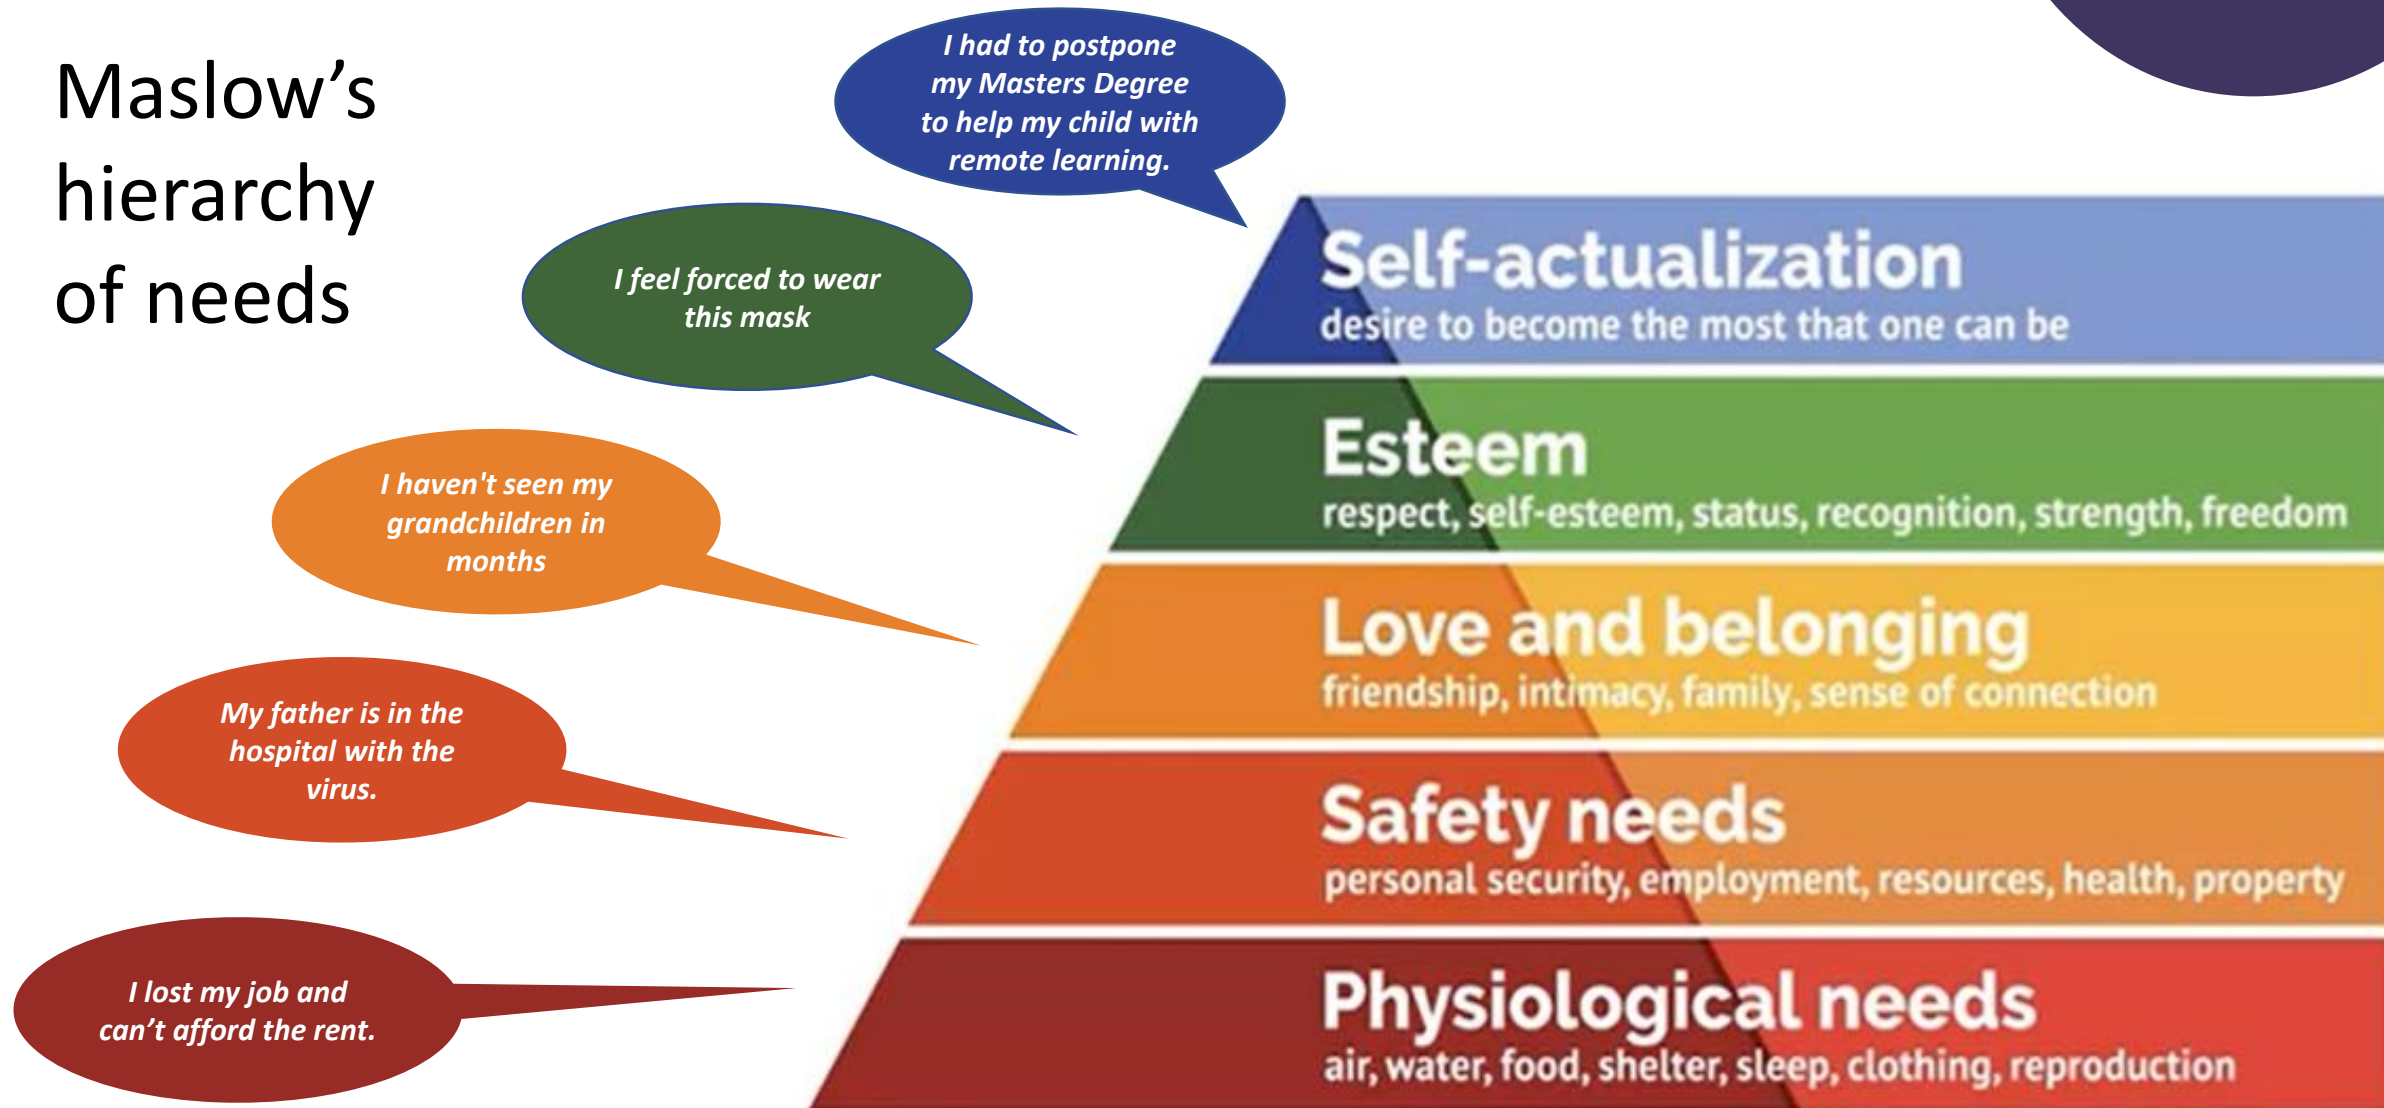 Maslow’s
hierarchy
of needs
I had to postpone
my Masters Degree
to help my child with
remote learning.
I feel forced to wear
this mask
I haven't seen my
grandchildren in
months
My father is in the
hospital with the
virus.
I lost my job and
can’t afford the rent.
Self-actualization
desire to become the most that one can be
Esteem
respect, self-esteem, status, recognition, strength, freedom
Love and belonging
friendship, intimacy, family, sense of connection
Safety needs
personal security, employment, resources, health, property
Physiological needs
air, water, food, shelter, sleep, clothing, reproduction